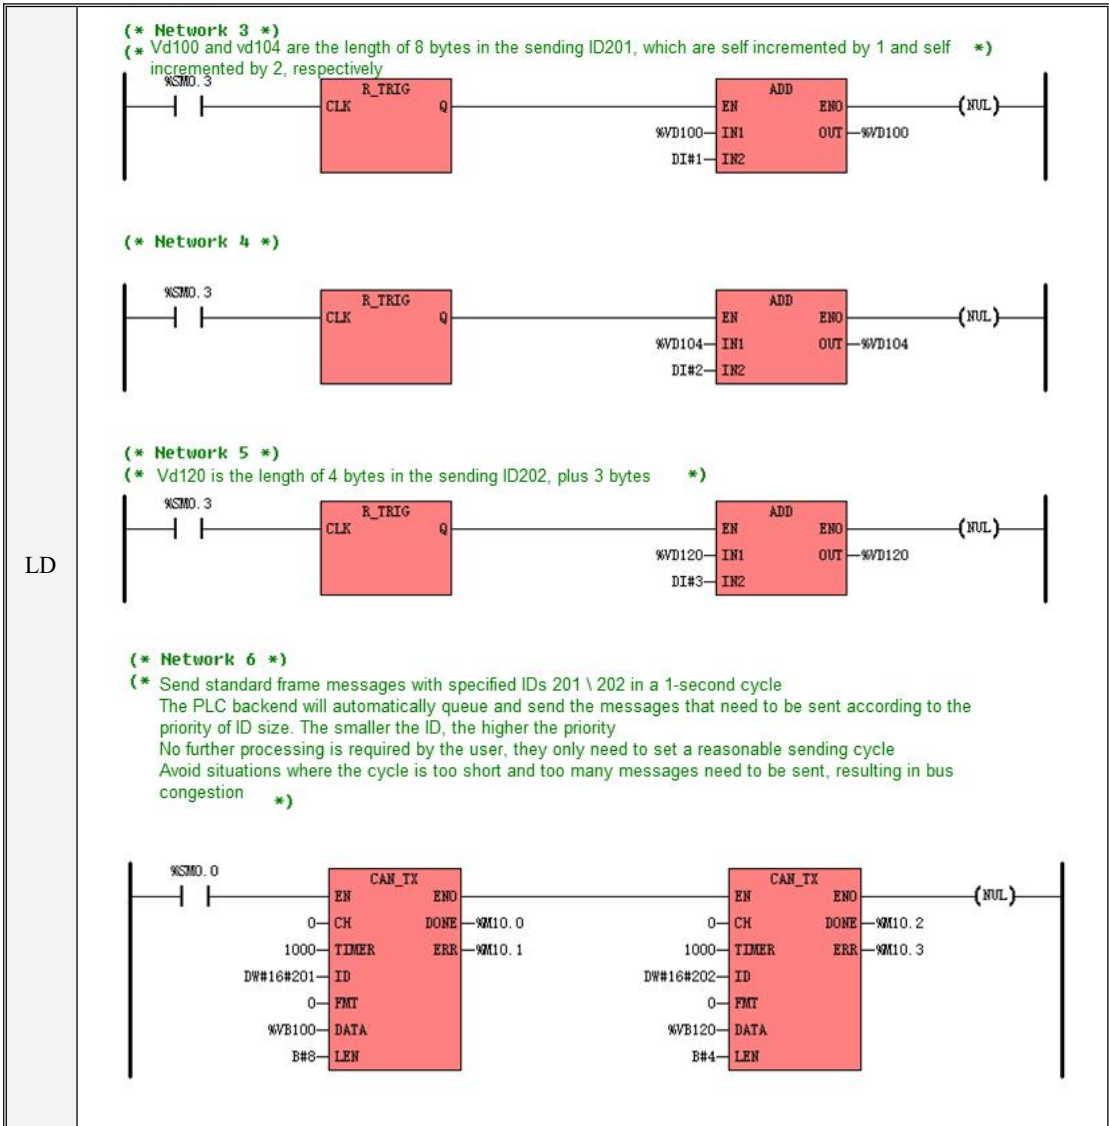 (* Network 3 *)
(* Vd100 and vd104 are the length of 8 bytes in the sending ID201, which are self incremented by 1 and self *)
incremented by 2, respectively
%SM0.3
R_TRIG
ADD
CLK Q
EN ENO
(NUL)
%VD100 IN1 OUT %VD100
DI#1 IN2
(* Network 4 *)
%SM0.3
R_TRIG
ADD
CLK Q
EN ENO
(NUL)
%VD104 IN1 OUT %VD104
DI#2 IN2
(* Network 5 *)
(* Vd120 is the length of 4 bytes in the sending ID202, plus 3 bytes *)
%SM0.3
R_TRIG
ADD
CLK Q
EN ENO
(NUL)
%VD120 IN1 OUT %VD120
DI#3 IN2
LD
(* Network 6 *)
(* Send standard frame messages with specified IDs 201 \ 202 in a 1-second cycle
The PLC backend will automatically queue and send the messages that need to be sent according to the
priority of ID size. The smaller the ID, the higher the priority
No further processing is required by the user, they only need to set a reasonable sending cycle
Avoid situations where the cycle is too short and too many messages need to be sent, resulting in bus
congestion *)
%SM0.0
CAN_TX
CAN_TX
EN ENO
EN ENO
(NUL)
0 CH DONE %M10.0
0 CH DONE %M10.2
1000 TIMER ERR %M10.1
1000 TIMER ERR %M10.3
DW#16#201 ID
DW#16#202 ID
0 FMT
0 FMT
%VB100 DATA
%VB120 DATA
B#8 LEN
B#4 LEN